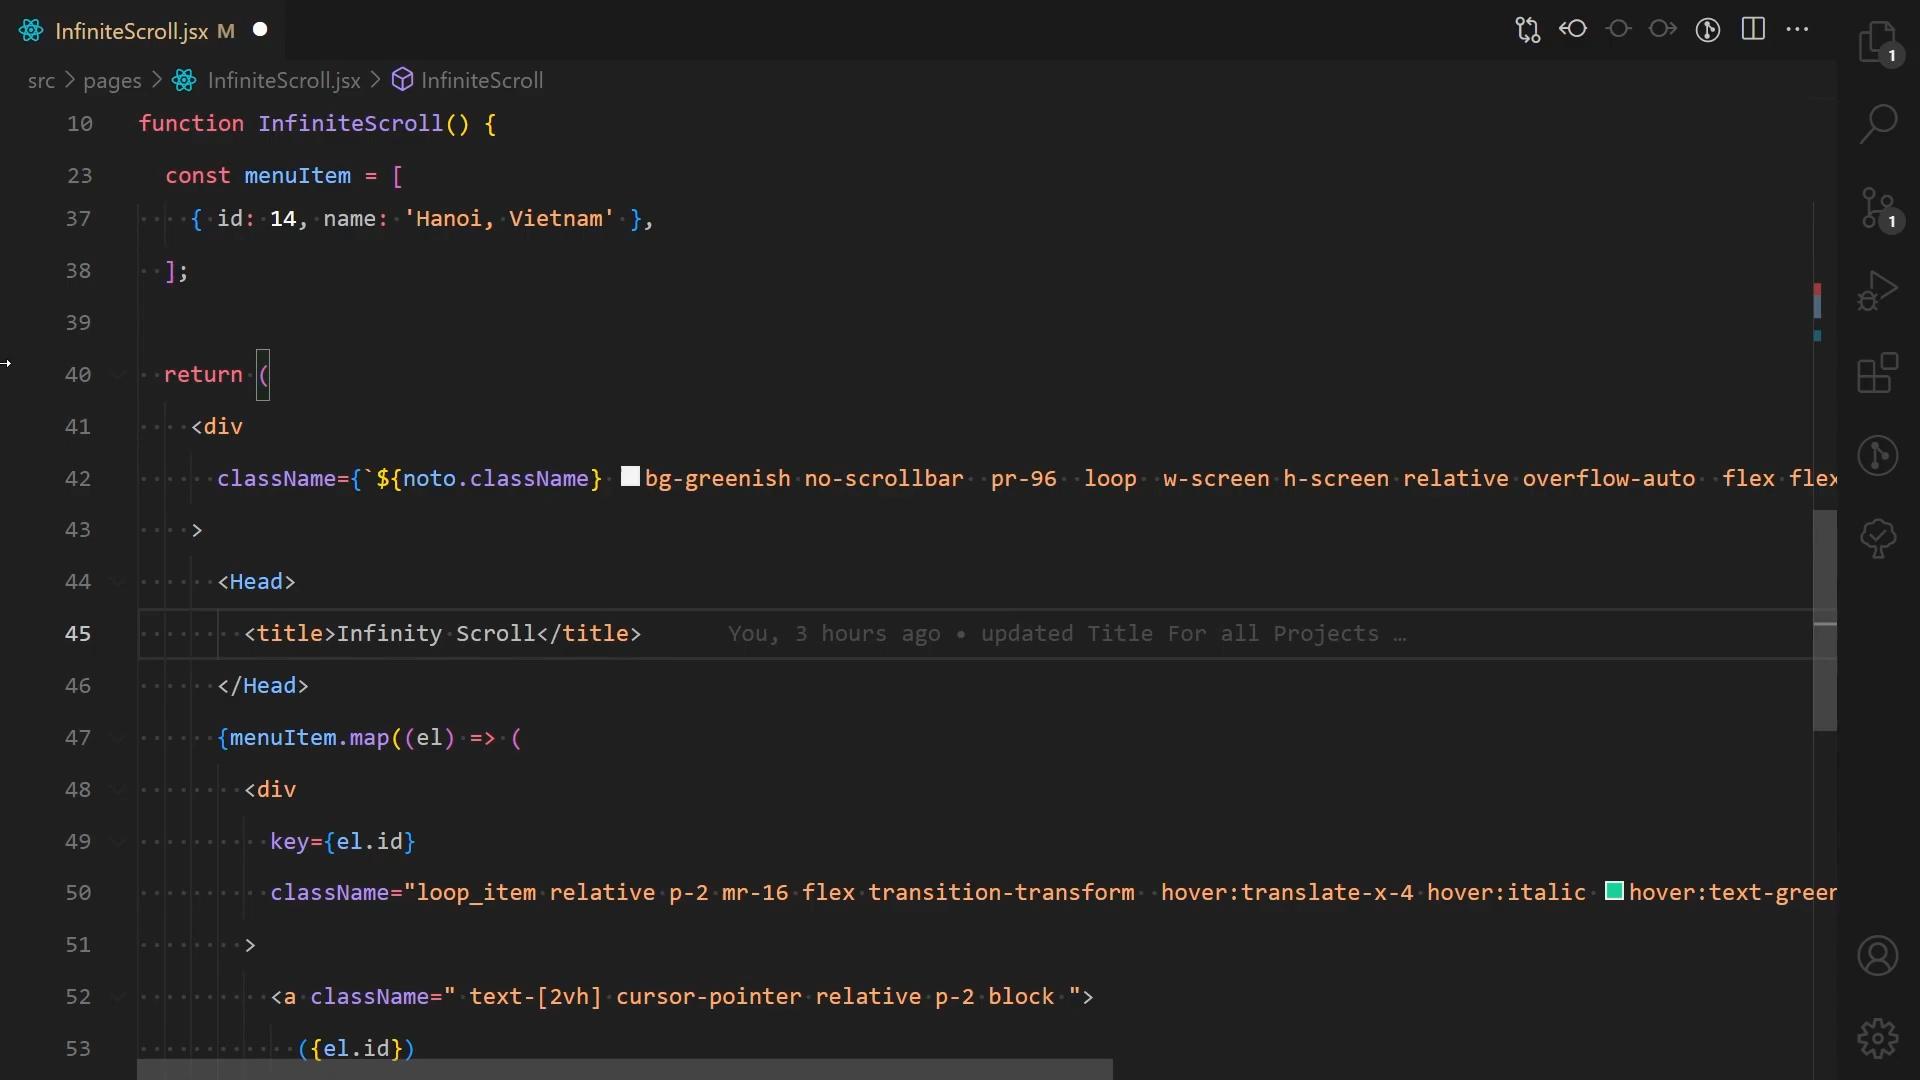 InfiniteScroll.jsx M
src > pages > InfiniteScroll.jsx > InfiniteScroll
1
1
10 function InfiniteScroll() {
23 const menuItem = [
37 { id: 14, name: 'Hanoi, Vietnam' },
38 ];
39
40 return (
41 <div
42 className={`${noto.className} bg-greenish no-scrollbar pr-96 loop w-screen h-screen relative overflow-auto flex flex
43 >
44 <Head>
45 <title>Infinity Scroll</title> You, 3 hours ago • updated Title For all Projects …
46 </Head>
47 {menuItem.map((el) => (
48 <div
49 key={el.id}
50 className="loop_item relative p-2 mr-16 flex transition-transform hover:translate-x-4 hover:italic hover:text-green
51 >
52 <a className=" text-[2vh] cursor-pointer relative p-2 block ">
53 ({el.id})